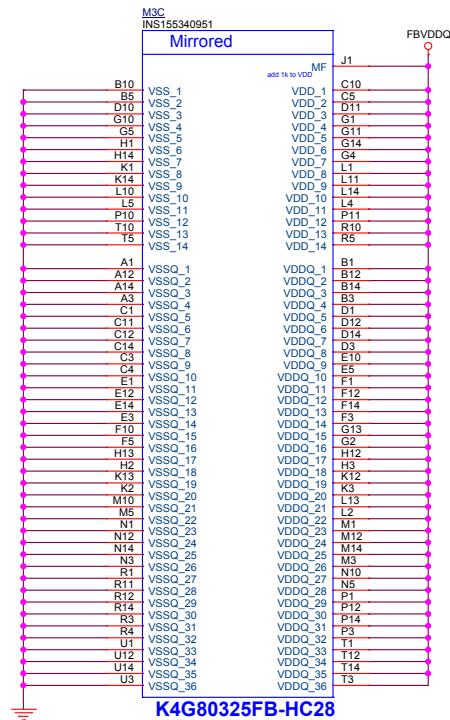 M3C
INS155340951
FBVDDQ
Mirrored
MF J1
add 1k to VDD
B10 VSS_1 VDD_1 C10
B5 VSS_2 VDD_2 C5
D10 VSS_3 VDD_3 D11
G10 VSS_4 VDD_4 G1
G5 VSS_5 VDD_5 G11
H1 VSS_6 VDD_6 G14
H14 VSS_7 VDD_7 G4
K1 VSS_8 VDD_8 L1
K14 VSS_9 VDD_9 L11
L10 VSS_10 VDD_10 L14
L5 VSS_11 VDD_11 L4
P10 VSS_12 VDD_12 P11
T10 VSS_13 VDD_13 R10
T5 VSS_14 VDD_14 R5
A1 VSSQ_1 VDDQ_1 B1
A12 VSSQ_2 VDDQ_2 B12
A14 VSSQ_3 VDDQ_3 B14
A3 VSSQ_4 VDDQ_4 B3
C1 VSSQ_5 VDDQ_5 D1
C11 VSSQ_6 VDDQ_6 D12
C12 VSSQ_7 VDDQ_7 D14
C14 VSSQ_8 VDDQ_8 D3
C3 VSSQ_9 VDDQ_9 E10
C4 VSSQ_10 VDDQ_10 E5
E1 VSSQ_11 VDDQ_11 F1
E12 VSSQ_12 VDDQ_12 F12
E14 VSSQ_13 VDDQ_13 F14
E3 VSSQ_14 VDDQ_14 F3
F10 VSSQ_15 VDDQ_15 G13
F5 VSSQ_16 VDDQ_16 G2
H13 VSSQ_17 VDDQ_17 H12
H2 VSSQ_18 VDDQ_18 H3
K13 VSSQ_19 VDDQ_19 K12
K2 VSSQ_20 VDDQ_20 K3
M10 VSSQ_21 VDDQ_21 L13
M5 VSSQ_22 VDDQ_22 L2
N1 VSSQ_23 VDDQ_23 M1
N12 VSSQ_24 VDDQ_24 M12
N14 VSSQ_25 VDDQ_25 M14
N3 VSSQ_26 VDDQ_26 M3
R1 VSSQ_27 VDDQ_27 N10
R11 VSSQ_28 VDDQ_28 N5
R12 VSSQ_29 VDDQ_29 P1
R14 VSSQ_30 VDDQ_30 P12
R3 VSSQ_31 VDDQ_31 P14
R4 VSSQ_32 VDDQ_32 P3
U1 VSSQ_33 VDDQ_33 T1
U12 VSSQ_34 VDDQ_34 T12
U14 VSSQ_35 VDDQ_35 T14
U3 VSSQ_36 VDDQ_36 T3
K4G80325FB-HC28